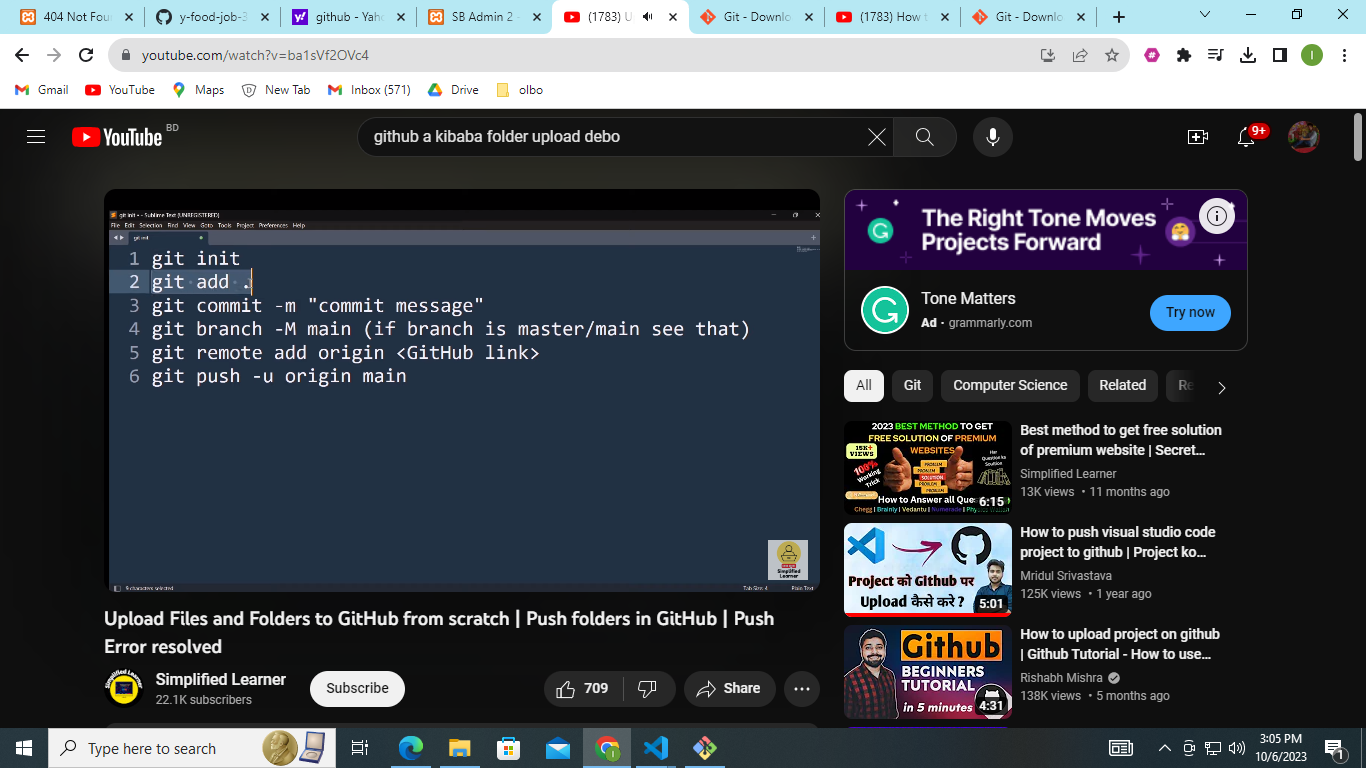 404 Not Fou
y-food-job-3
github - Yah
SB Admin 2 -
(1783) U
Git - Downlo
(1783) How t
Git - Downlo
youtube.com/watch?v=ba1sVf2OVc4
Gmail
YouTube
Maps
New Tab
Inbox (571)
Drive
olbo
YouTube BD
github a kibaba folder upload debo
9+
git init • - Sublime Text (UNREGISTERED)
File Edit Selection Find View Goto Tools Project Preferences Help
git init
1 git init
2 git add .
3 git commit -m "commit message"
4 git branch -M main (if branch is master/main see that)
5 git remote add origin <GitHub link>
6 git push -u origin main
Simplified
Learner
9 characters selected
Tab Size: 4
Plain Text
The Right Tone Moves
Projects Forward
Tone Matters
Ad · grammarly.com
Try now
All
Git
Computer Science
Related
Re
2023 BEST METHOD TO GET
FREE SOLUTION OF PREMIUM
WEBSITES
15K+
VIEWS
100%
Working
Trick
PROBLEM
SOLUTION
How to Answer all Que
Chegg | Brainly | Vedantu | Numerade |
6:15
Best method to get free solution
of premium website | Secret...
Simplified Learner
13K views • 11 months ago
Project को Github पर
Upload कैसे करे ?
5:01
How to push visual studio code
project to github | Project ko...
Mridul Srivastava
125K views • 1 year ago
Github
BEGINNERS
TUTORIAL
in 5 minutes
4:31
How to upload project on github
| Github Tutorial - How to use...
Rishabh Mishra
138K views • 5 months ago
Upload Files and Folders to GitHub from scratch | Push folders in GitHub | Push
Error resolved
Simplified Learner
22.1K subscribers
Subscribe
709
Share
Type here to search
3:05 PM
10/6/2023
1